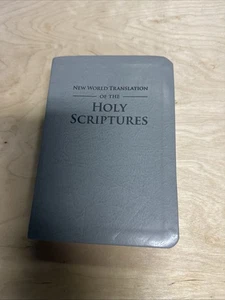 New World Translation
of the
Holy
Scriptures